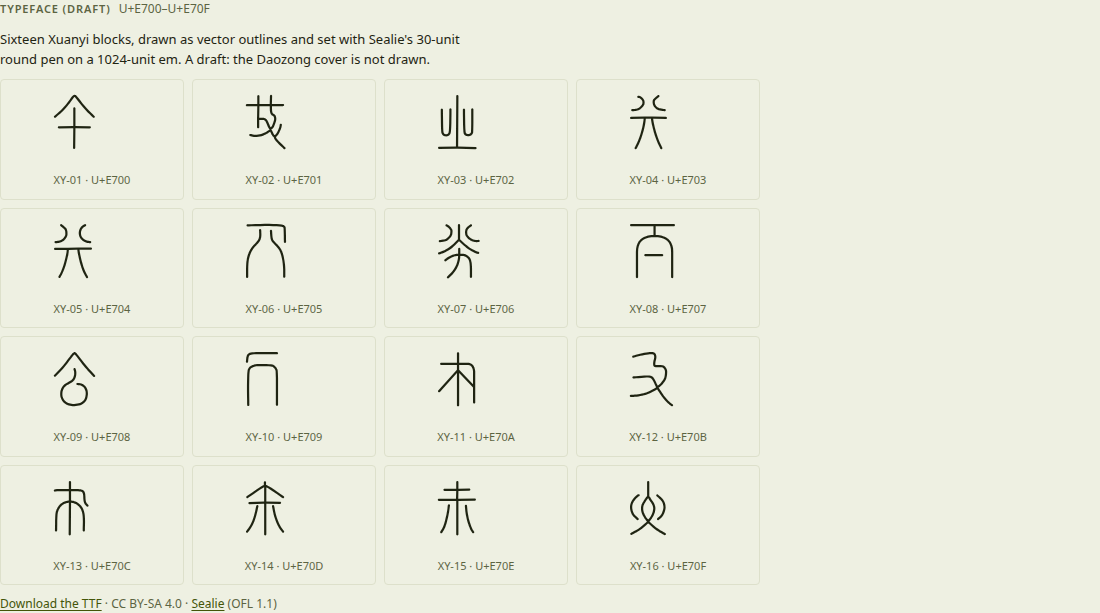 TYPEFACE (DRAFT) U+E700–U+E70F
Sixteen Xuanyi blocks, drawn as vector outlines and set with Sealie's 30-unit
round pen on a 1024-unit em. A draft: the Daozong cover is not drawn.
XY-01 · U+E700
XY-02 · U+E701
XY-03 · U+E702
XY-04 · U+E703
XY-05 · U+E704
XY-06 · U+E705
XY-07 · U+E706
XY-08 · U+E707
XY-09 · U+E708
XY-10 · U+E709
XY-11 · U+E70A
XY-12 · U+E70B
XY-13 · U+E70C
XY-14 · U+E70D
XY-15 · U+E70E
XY-16 · U+E70F
Download the TTF · CC BY-SA 4.0 · Sealie (OFL 1.1)